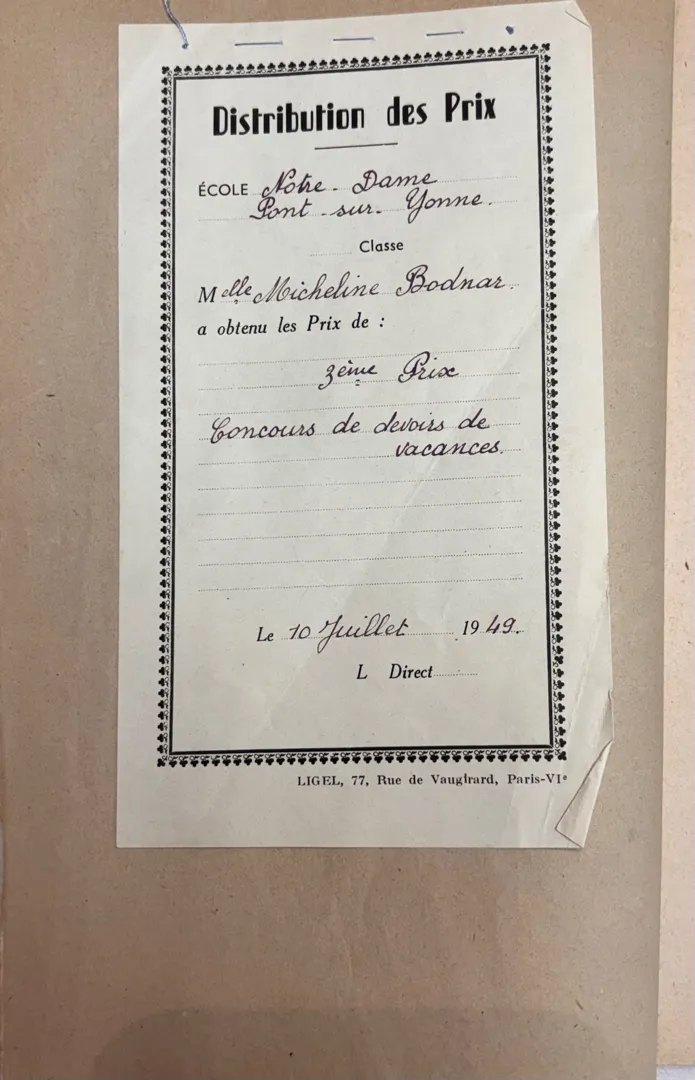 Distribution des Prix
ÉCOLE Notre-Dame
Pont-sur-Yonne.
Classe
Melle Micheline Bodnar.
a obtenu les Prix de :
3ème Prix
Concours de devoirs de
vacances.
Le 10 Juillet 1949.
L Direct
LIGEL, 77, Rue de Vaugirard, Paris-VIe